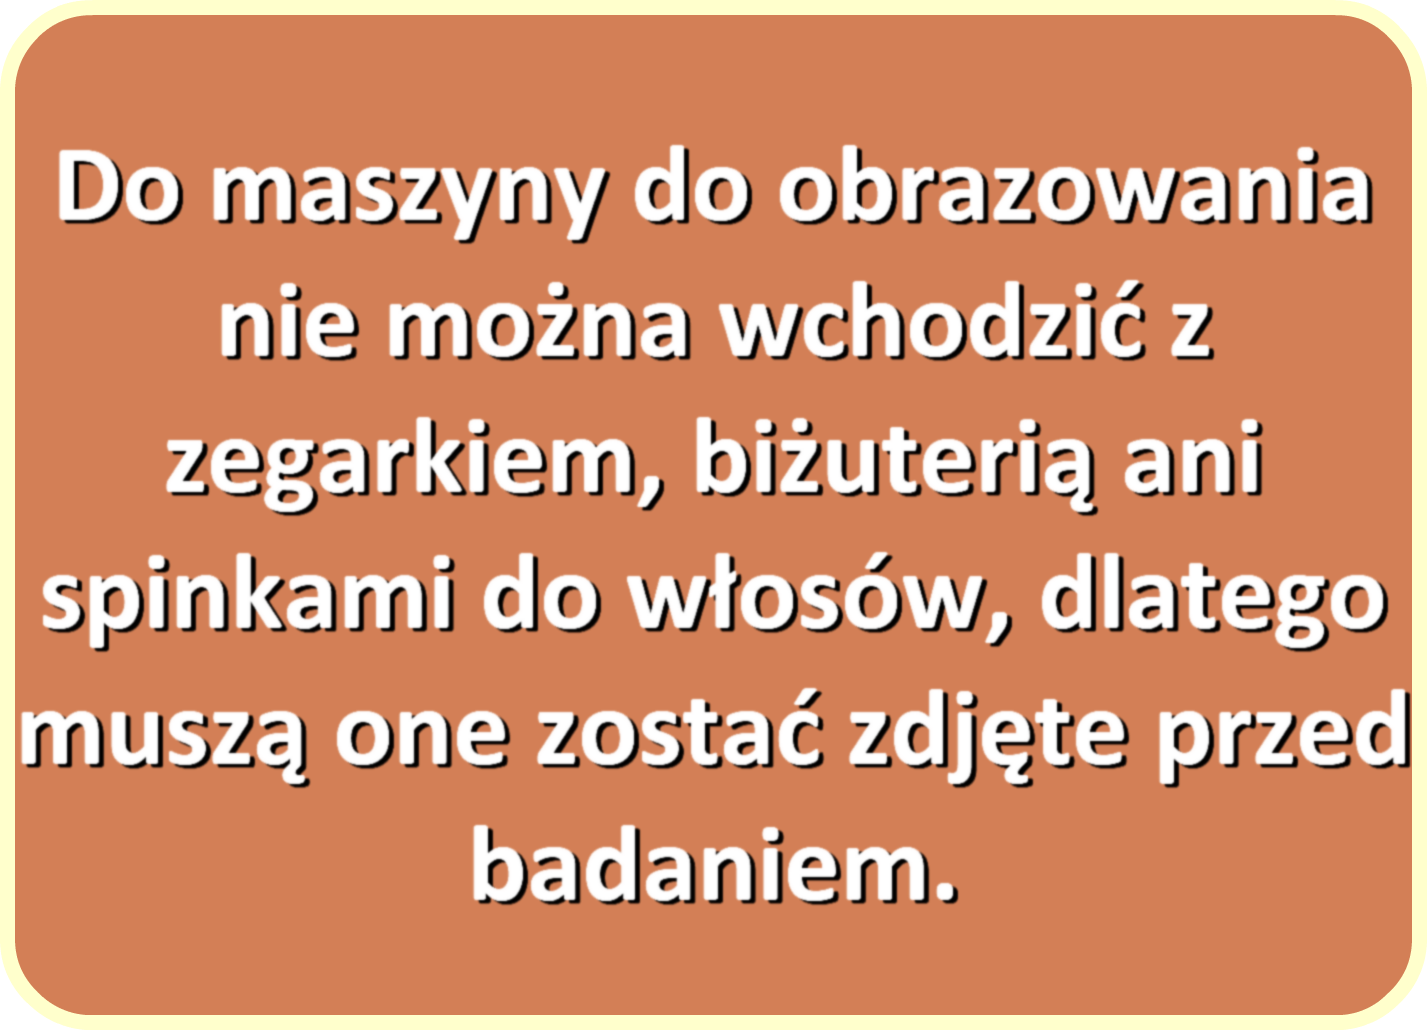 Do maszyny do obrazowania
nie można wchodzić z
zegarkiem, biżuterią ani
spinkami do włosów, dlatego
muszą one zostać zdjęte przed
badaniem.